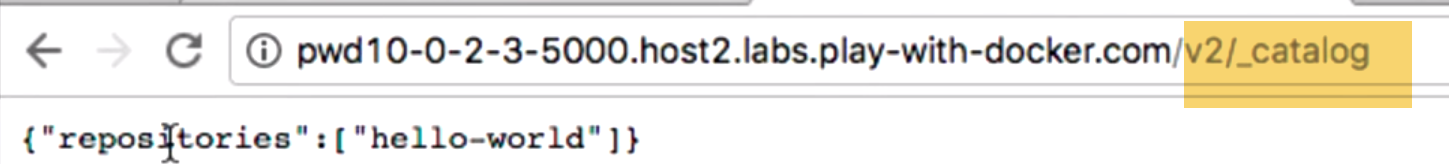 pwd10-0-2-3-5000.host2.labs.play-with-docker.com/v2/_catalog
{"repositories":["hello-world"]}